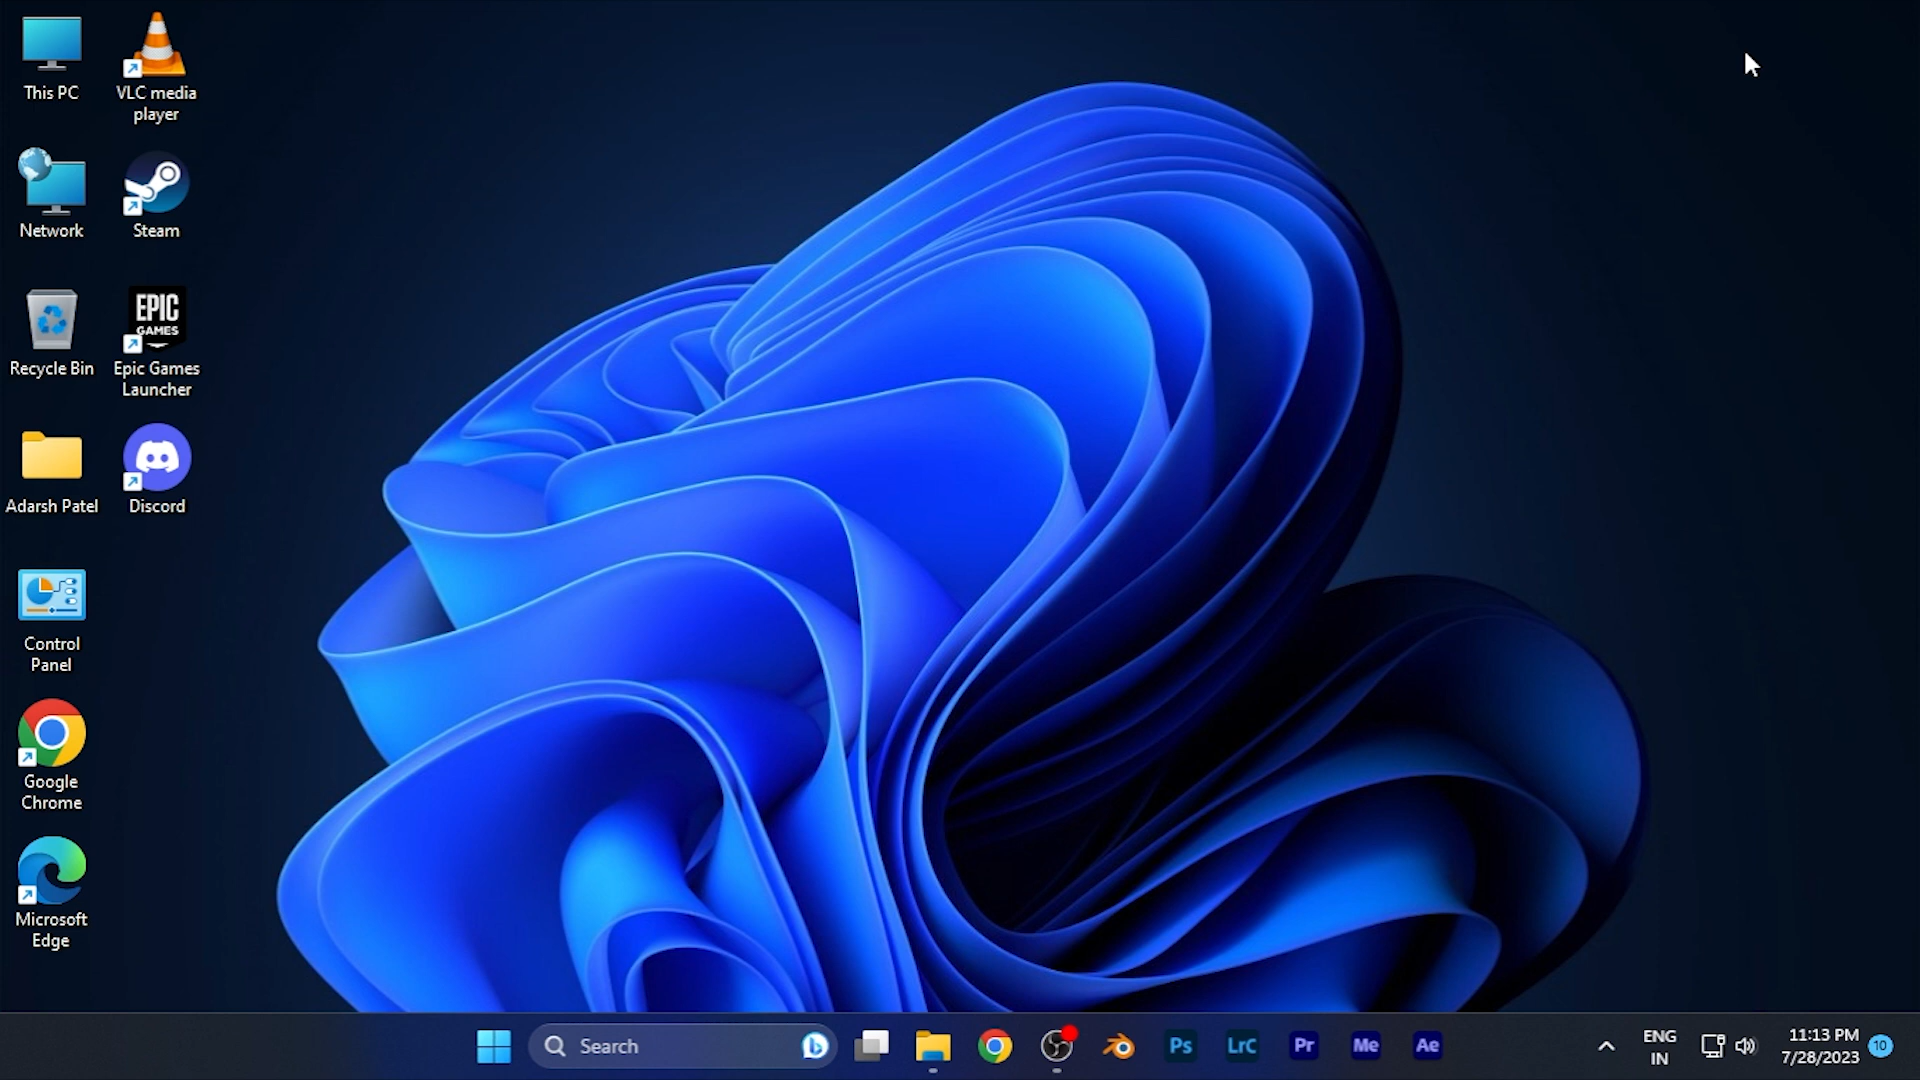 This PC
VLC media
player
Network
Steam
Recycle Bin
EPIC
GAMES
Epic Games
Launcher
Adarsh Patel
Discord
Control
Panel
Google
Chrome
Microsoft
Edge
Search
Ps
LrC
Pr
Me
Ae
ENG
IN
11:13 PM
7/28/2023
10